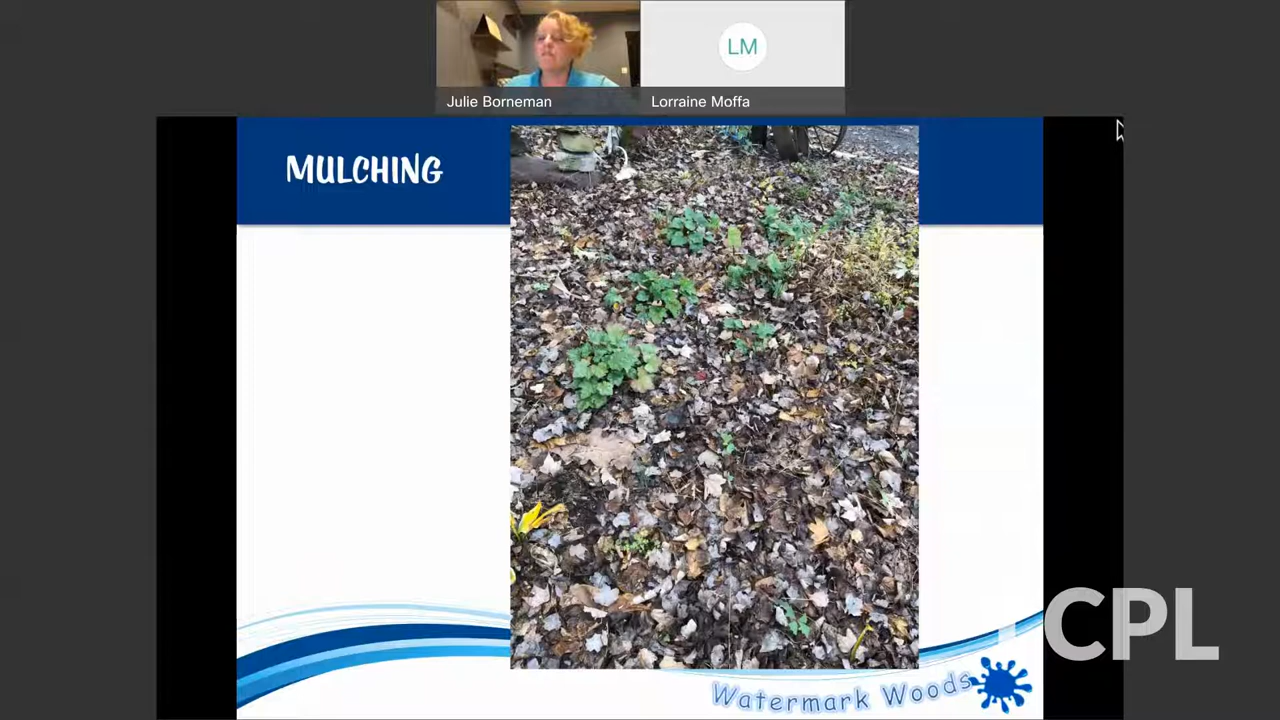 LM
Julie Borneman
Lorraine Moffa
MULCHING
CPL
Watermark Woods